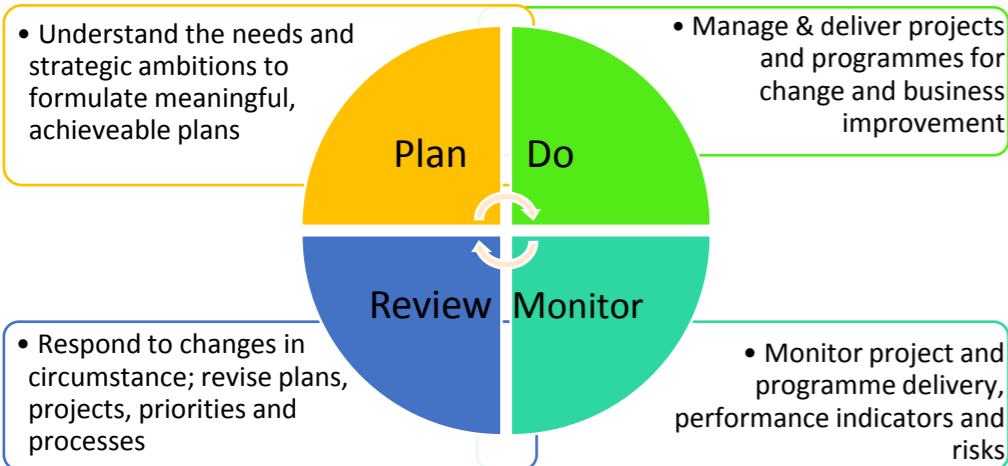 • Understand the needs and
strategic ambitions to
formulate meaningful,
achieveable plans
• Manage & deliver projects
and programmes for
change and business
improvement
Plan
Do
Review
Monitor
• Respond to changes in
circumstance; revise plans,
projects, priorities and
processes
• Monitor project and
programme delivery,
performance indicators and
risks